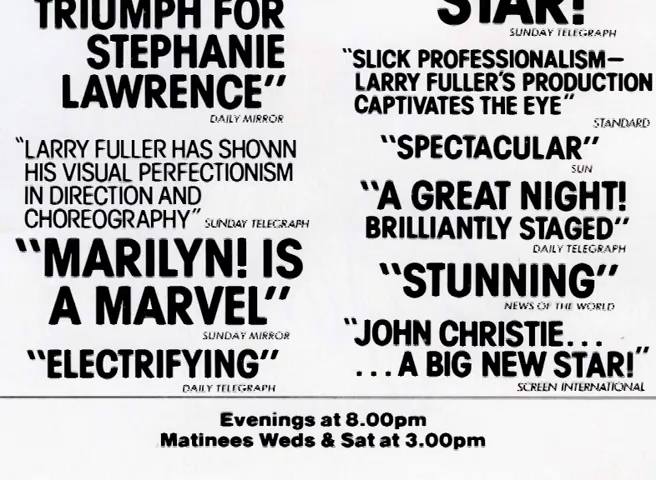 TRIUMPH FOR
STEPHANIE
LAWRENCE"
DAILY MIRROR
"LARRY FULLER HAS SHOWN
HIS VISUAL PERFECTIONISM
IN DIRECTION AND
CHOREOGRAPHY" SUNDAY TELEGRAPH
"MARILYN! IS
A MARVEL"
SUNDAY MIRROR
"ELECTRIFYING"
DAILY TELEGRAPH
STAR!
SUNDAY TELEGRAPH
"SLICK PROFESSIONALISM–
LARRY FULLER'S PRODUCTION
CAPTIVATES THE EYE"
STANDARD
"SPECTACULAR"
SUN
"A GREAT NIGHT!
BRILLIANTLY STAGED"
DAILY TELEGRAPH
"STUNNING"
NEWS OF THE WORLD
"JOHN CHRISTIE...
...A BIG NEW STAR!"
SCREEN INTERNATIONAL
Evenings at 8.00pm
Matinees Weds & Sat at 3.00pm